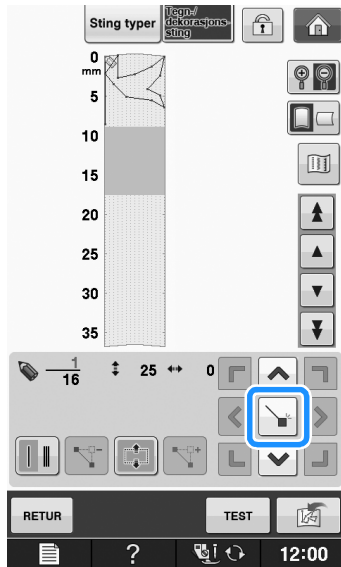 Sting typer
Tegn-/
dekorasjons-
sting
0
mm
5
10
15
20
25
30
35
1
16
25
0
RETUR
TEST
?
12:00